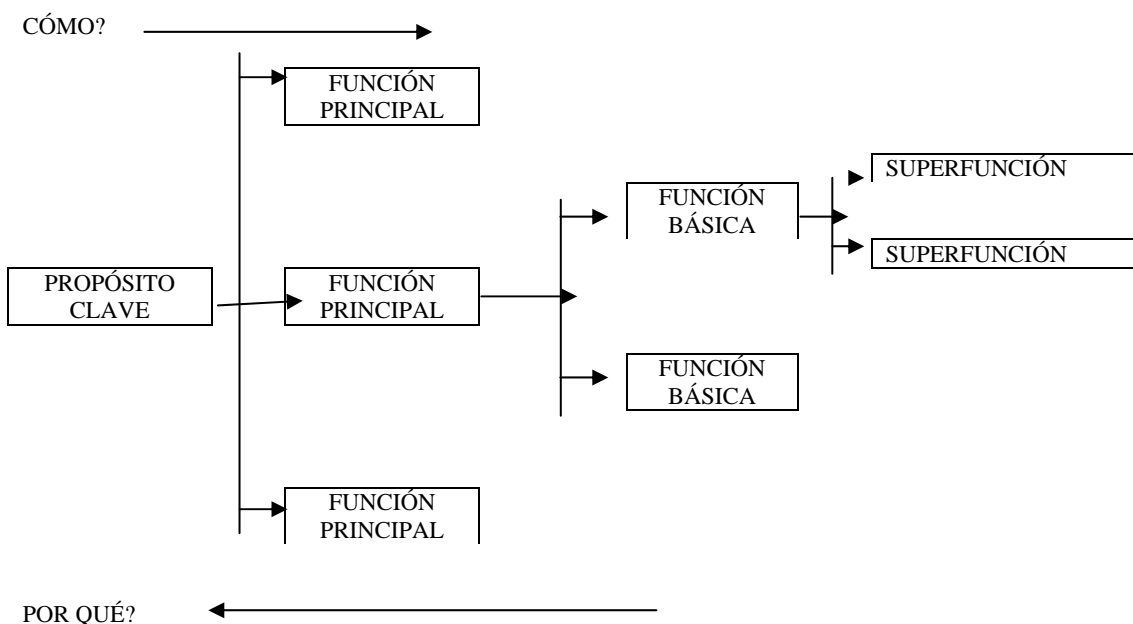 CÓMO?
FUNCIÓN
PRINCIPAL
SUPERFUNCIÓN
FUNCIÓN
BÁSICA
SUPERFUNCIÓN
PROPÓSITO
CLAVE
FUNCIÓN
PRINCIPAL
FUNCIÓN
BÁSICA
FUNCIÓN
PRINCIPAL
POR QUÉ?